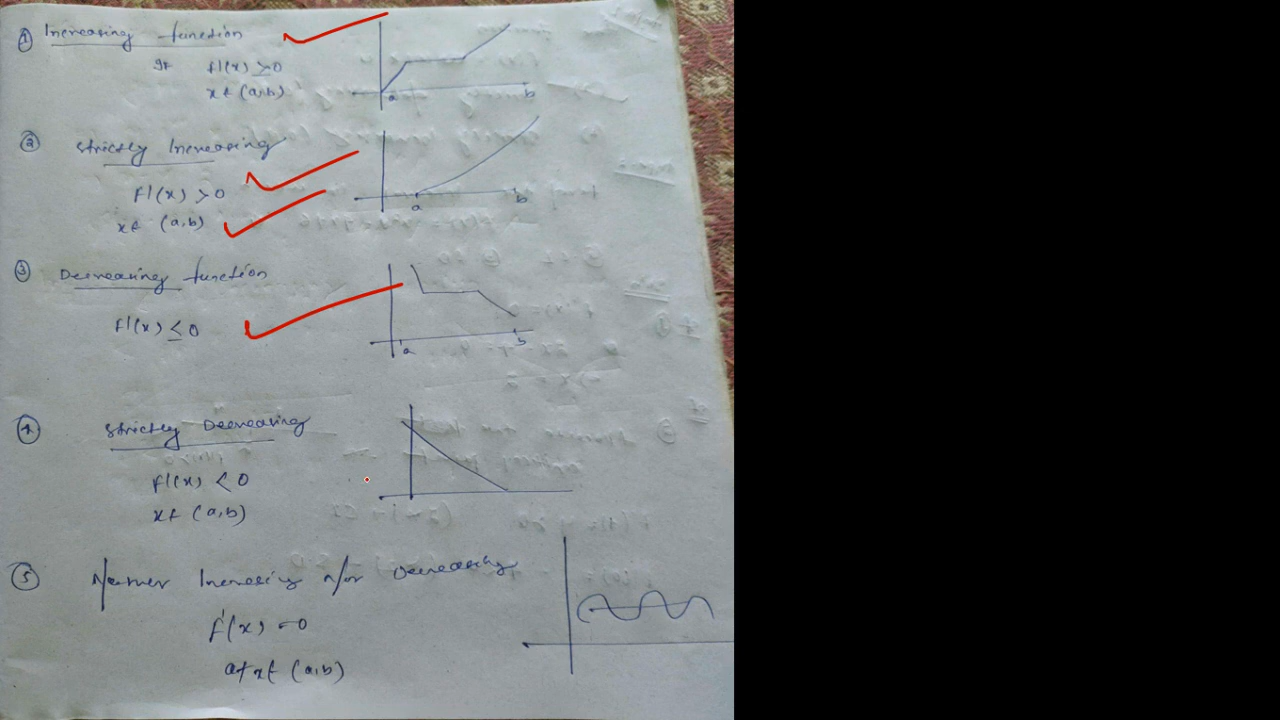 ① Increasing function
If f'(x) ≥ 0
x ∈ (a,b)
a b
② Strictly Increasing
f'(x) > 0
x ∈ (a,b)
a b
③ Decreasing function
f'(x) ≤ 0
a b
④ Strictly Decreasing
f'(x) < 0
x ∈ (a,b)
⑤ Neither Increasing nor Decreasing
f'(x) = 0
at x ∈ (a,b)